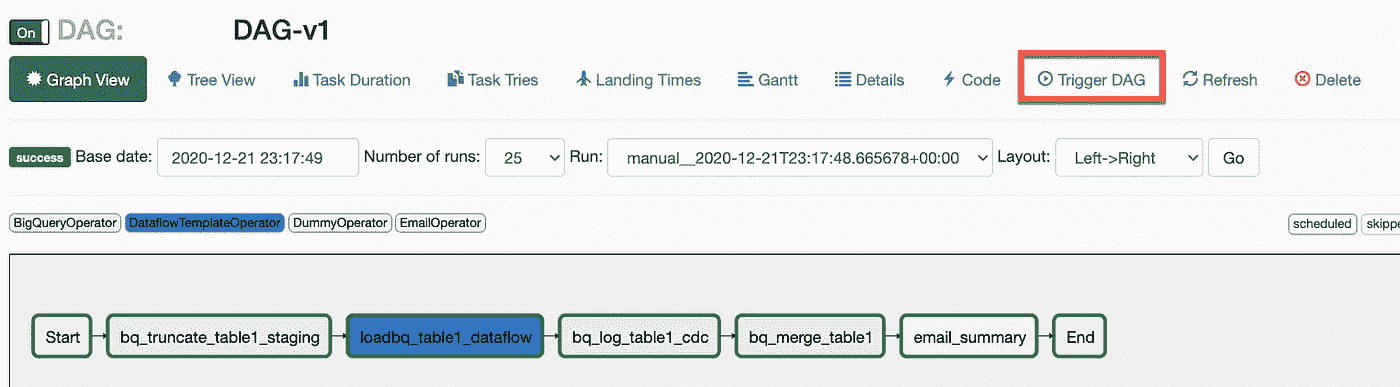 On DAG: DAG-v1
Graph View Tree View Task Duration Task Tries Landing Times Gantt Details Code Trigger DAG Refresh Delete
success Base date: 2020-12-21 23:17:49 Number of runs: 25 Run: manual__2020-12-21T23:17:48.665678+00:00 Layout: Left->Right Go
BigQueryOperator DataflowTemplateOperator DummyOperator EmailOperator scheduled skippe
Start bq_truncate_table1_staging loadbq_table1_dataflow bq_log_table1_cdc bq_merge_table1 email_summary End